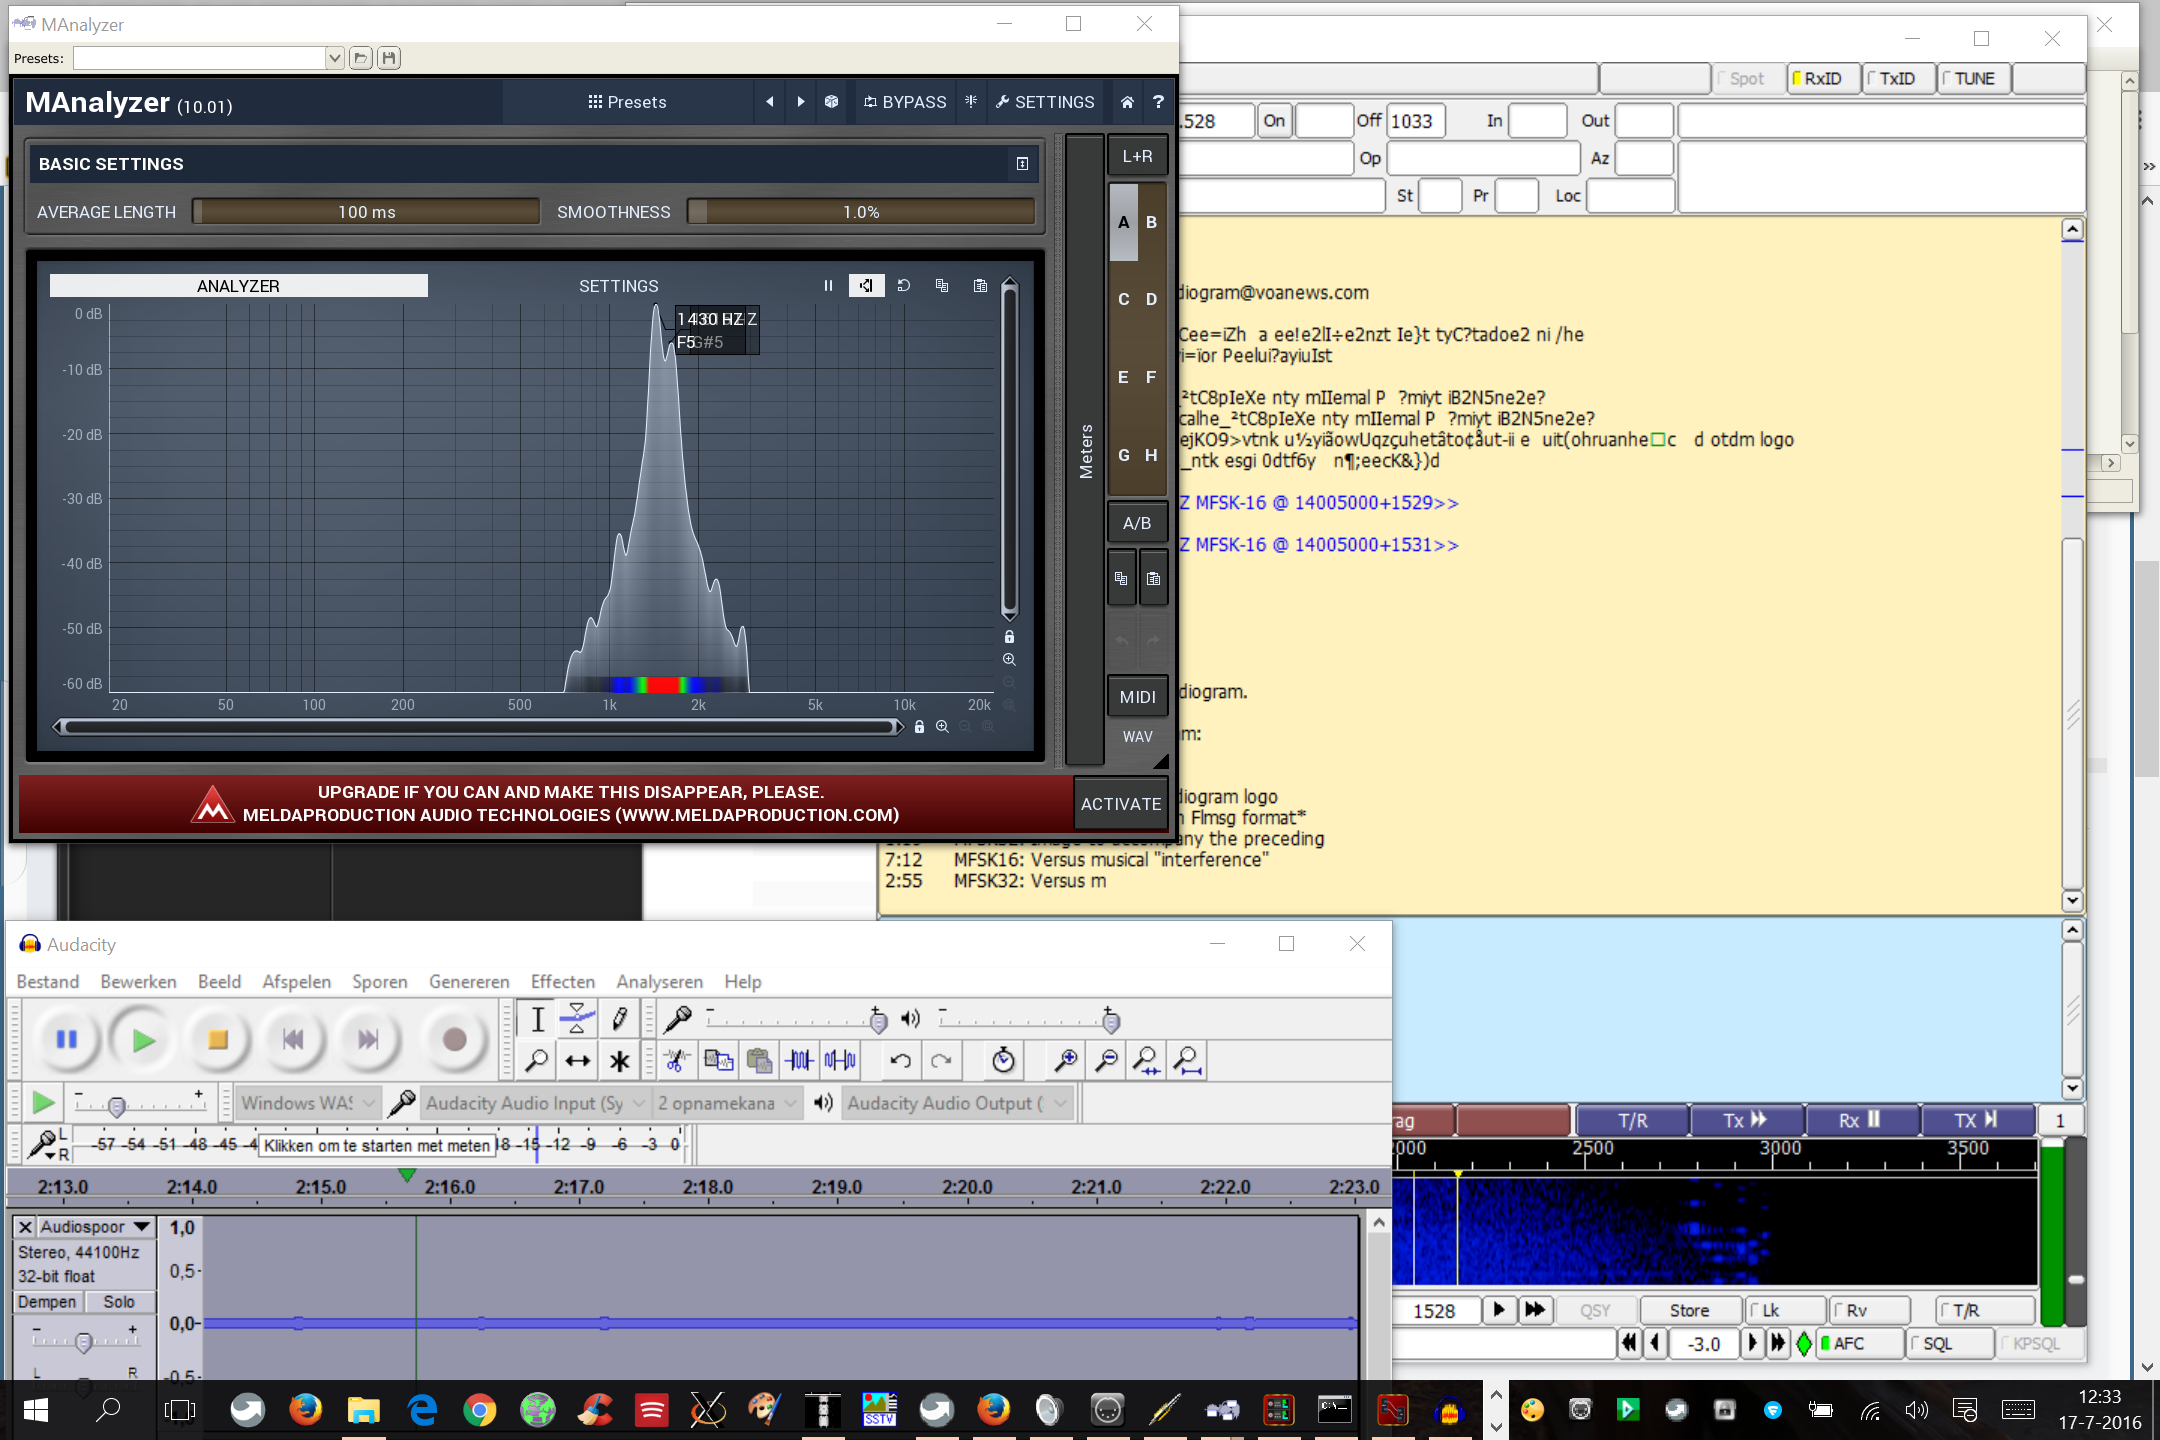 MAnalyzer
Presets:
MAnalyzer (10.01)
Presets
BYPASS
SETTINGS
?
BASIC SETTINGS
AVERAGE LENGTH
100 ms
SMOOTHNESS
1.0%
ANALYZER
SETTINGS
1430 HZ
F5
G#5
0 dB
-10 dB
-20 dB
-30 dB
-40 dB
-50 dB
-60 dB
20 50 100 200 500 1k 2k 5k 10k 20k
Meters
L+R
A B
C D
E F
G H
A/B
MIDI
WAV
UPGRADE IF YOU CAN AND MAKE THIS DISAPPEAR, PLEASE.
MELDAPRODUCTION AUDIO TECHNOLOGIES (WWW.MELDAPRODUCTION.COM)
ACTIVATE
Spot
RxID
TxID
TUNE
.528
On
Off
1033
In
Out
Op
Az
St
Pr
Loc
diogram@voanews.com
Cee=iZh a ee!e2lI÷e2nzt Ie}t tyC?tadoe2 ni /he
i=ïor Peelui?ayiuIst
_²tC8pIeXe nty mIIemal P ?miyt iB2N5ne2e?
calhe_²tC8pIeXe nty mIIemal P ?miyt iB2N5ne2e?
ejKO9>vtnk u½yiãowUqzçuhetâto¢åut-ii e uit(ohruanhe□c d otdm logo
_ntk esgi 0dtf6y n¶;eecK&})d
Z MFSK-16 @ 14005000+1529>>
Z MFSK-16 @ 14005000+1531>>
diogram.
m:
diogram logo
n Flmsg format*
any the preceding
7:12 MFSK16: Versus musical "interference"
2:55 MFSK32: Versus m
Audacity
Bestand Bewerken Beeld Afspelen Sporen Genereren Effecten Analyseren Help
Windows WAS
Audacity Audio Input (Sy
2 opnamekana
Audacity Audio Output (
L
R
-57 -54 -51 -48 -45 -4
Klikken om te starten met meten
18 -15 -12 -9 -6 -3 0
2:13.0 2:14.0 2:15.0 2:16.0 2:17.0 2:18.0 2:19.0 2:20.0 2:21.0 2:22.0 2:23.0
Audiospoor
Stereo, 44100Hz
32-bit float
Dempen
Solo
L R
1,0
0,5
0,0
-0,5
ag
T/R
Tx
Rx
TX
1
2500 3000 3500
1528
QSY
Store
Lk
Rv
T/R
-3.0
AFC
SQL
KPSQL
SSTV
12:33
17-7-2016